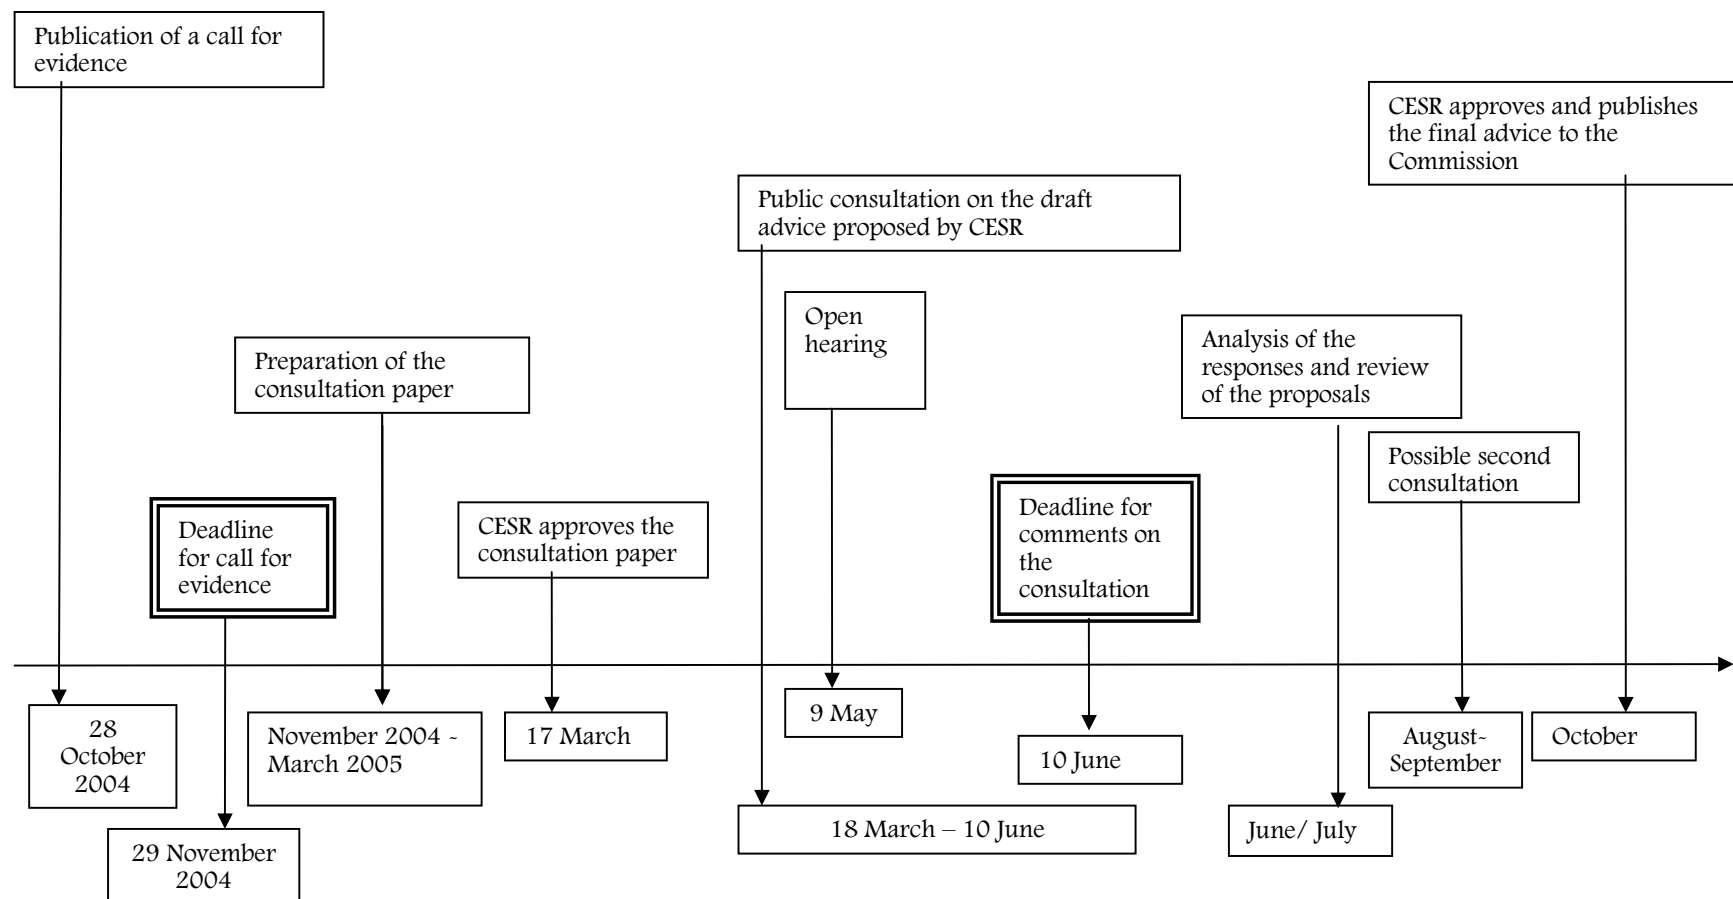 Publication of a call for
evidence
CESR approves and publishes
the final advice to the
Commission
Public consultation on the draft
advice proposed by CESR
Open
hearing
Analysis of the
responses and review
of the proposals
Preparation of the
consultation paper
Possible second
consultation
Deadline
for call for
evidence
CESR approves the
consultation paper
Deadline for
comments on
the
consultation
28
October
2004
29 November
2004
November 2004 -
March 2005
17 March
9 May
18 March – 10 June
10 June
June/ July
August-
September
October